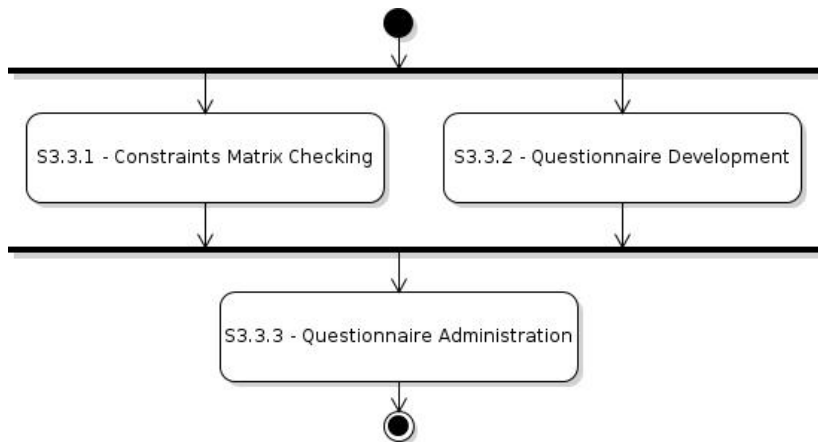 S3.3.1 - Constraints Matrix Checking
S3.3.2 - Questionnaire Development
S3.3.3 - Questionnaire Administration